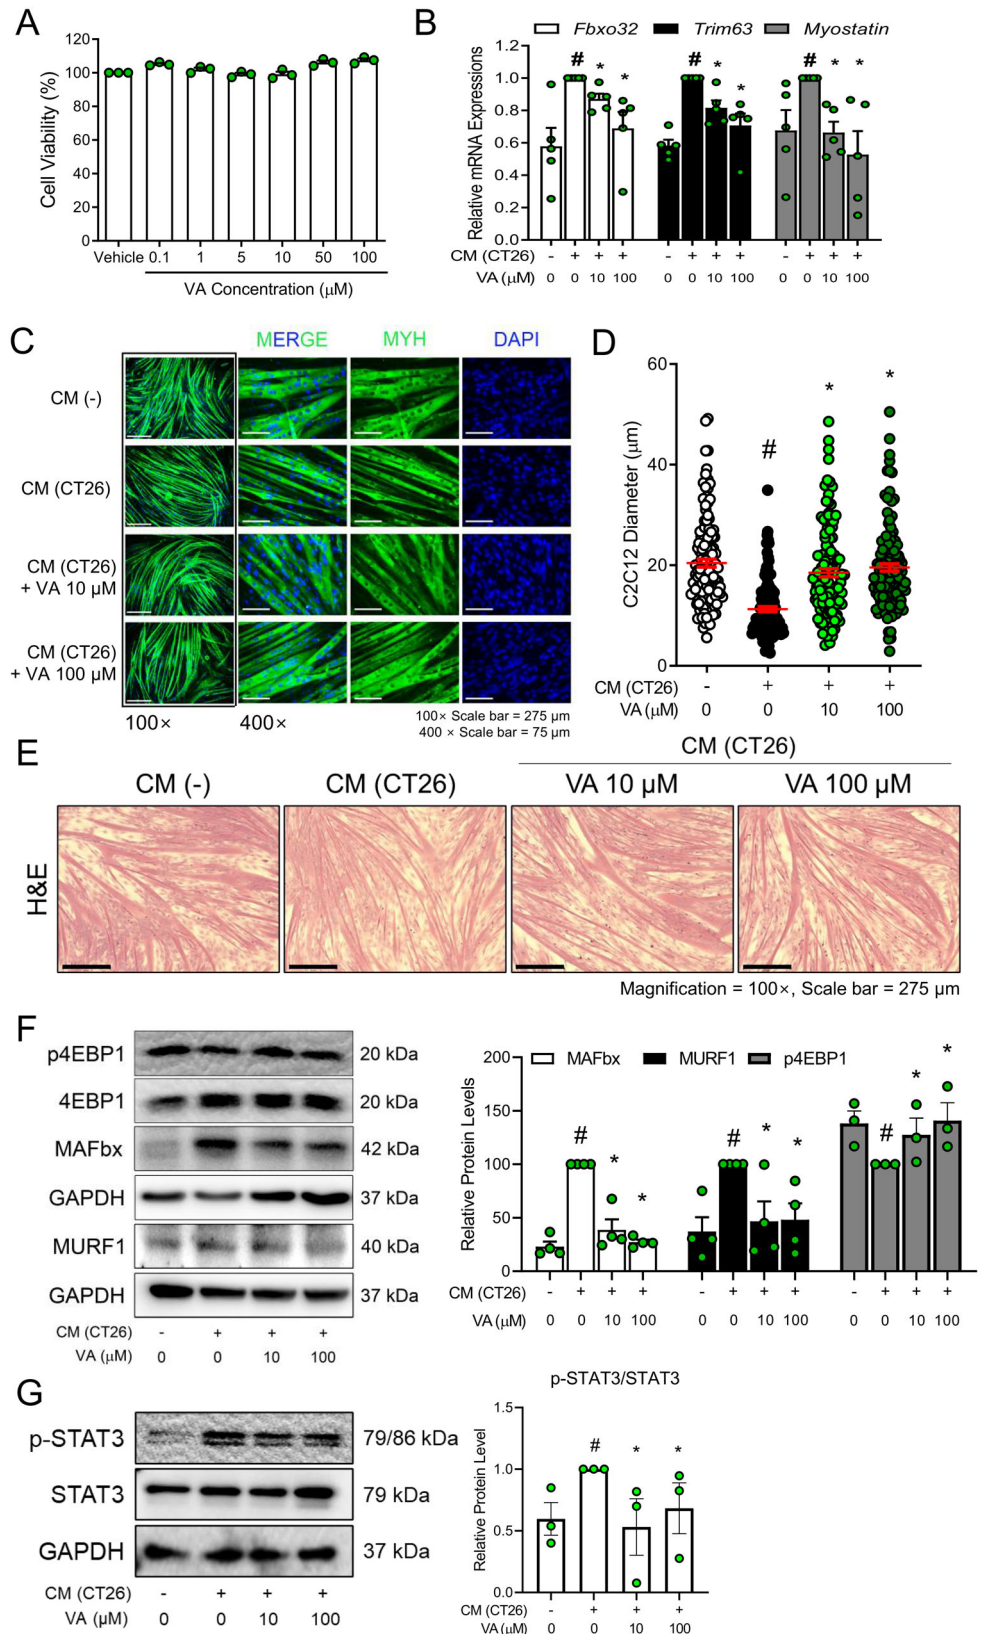 A
Cell Viability (%)
120
100
80
60
40
20
0
Vehicle 0.1 1 5 10 50 100
VA Concentration (μM)
B
Fbxo32 Trim63 Myostatin
Relative mRNA Expressions
1.2
1.0
0.8
0.6
0.4
0.2
0.0
# * * # * * # * *
CM (CT26) - + + + - + + + - + + +
VA (μM) 0 0 10 100 0 0 10 100 0 0 10 100
C
MERGE MYH DAPI
CM (-)
CM (CT26)
CM (CT26)
+ VA 10 μM
CM (CT26)
+ VA 100 μM
100× 400×
100× Scale bar = 275 μm
400 × Scale bar = 75 μm
D
C2C12 Diameter (μm)
60
40
20
0
# * *
CM (CT26) - + + +
VA (μM) 0 0 10 100
E
CM (CT26)
CM (-) CM (CT26) VA 10 μM VA 100 μM
H&E
Magnification = 100×, Scale bar = 275 μm
F
p4EBP1 20 kDa
4EBP1 20 kDa
MAFbx 42 kDa
GAPDH 37 kDa
MURF1 40 kDa
GAPDH 37 kDa
CM (CT26) - + + +
VA (μM) 0 0 10 100
MAFbx MURF1 p4EBP1
Relative Protein Levels
200
150
100
50
0
# * * # * * # * *
CM (CT26) - + + + - + + + - + + +
VA (μM) 0 0 10 100 0 0 10 100 0 0 10 100
G
p-STAT3 79/86 kDa
STAT3 79 kDa
GAPDH 37 kDa
CM (CT26) - + + +
VA (μM) 0 0 10 100
p-STAT3/STAT3
Relative Protein Level
1.5
1.0
0.5
0.0
# * *
CM (CT26) - + + +
VA (μM) 0 0 10 100